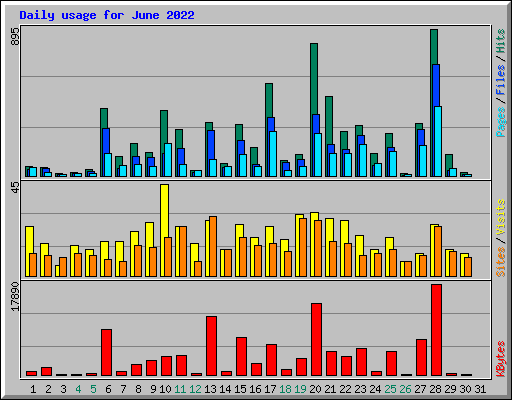 Daily usage for June 2022
895
Pages / Files / Hits
45
Sites / Visits
17890
KBytes
1 2 3 4 5 6 7 8 9 10 11 12 13 14 15 16 17 18 19 20 21 22 23 24 25 26 27 28 29 30 31